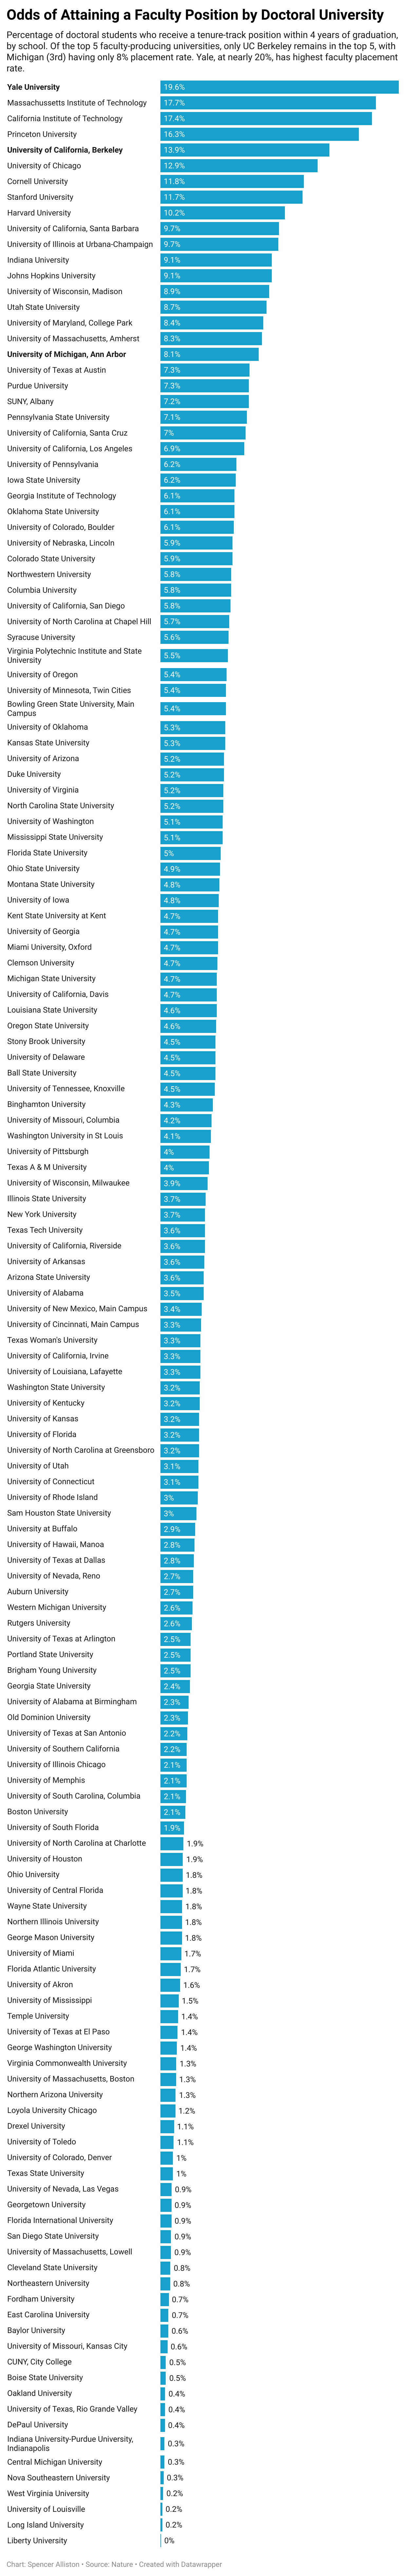 Odds of Attaining a Faculty Position by Doctoral University
Percentage of doctoral students who receive a tenure-track position within 4 years of graduation,
by school. Of the top 5 faculty-producing universities, only UC Berkeley remains in the top 5, with
Michigan (3rd) having only 8% placement rate. Yale, at nearly 20%, has highest faculty placement
rate.
Yale University 19.6%
Massachussetts Institute of Technology 17.7%
California Institute of Technology 17.4%
Princeton University 16.3%
University of California, Berkeley 13.9%
University of Chicago 12.9%
Cornell University 11.8%
Stanford University 11.7%
Harvard University 10.2%
University of California, Santa Barbara 9.7%
University of Illinois at Urbana-Champaign 9.7%
Indiana University 9.1%
Johns Hopkins University 9.1%
University of Wisconsin, Madison 8.9%
Utah State University 8.7%
University of Maryland, College Park 8.4%
University of Massachusetts, Amherst 8.3%
University of Michigan, Ann Arbor 8.1%
University of Texas at Austin 7.3%
Purdue University 7.3%
SUNY, Albany 7.2%
Pennsylvania State University 7.1%
University of California, Santa Cruz 7%
University of California, Los Angeles 6.9%
University of Pennsylvania 6.2%
Iowa State University 6.2%
Georgia Institute of Technology 6.1%
Oklahoma State University 6.1%
University of Colorado, Boulder 6.1%
University of Nebraska, Lincoln 5.9%
Colorado State University 5.9%
Northwestern University 5.8%
Columbia University 5.8%
University of California, San Diego 5.8%
University of North Carolina at Chapel Hill 5.7%
Syracuse University 5.6%
Virginia Polytechnic Institute and State
University 5.5%
University of Oregon 5.4%
University of Minnesota, Twin Cities 5.4%
Bowling Green State University, Main
Campus 5.4%
University of Oklahoma 5.3%
Kansas State University 5.3%
University of Arizona 5.2%
Duke University 5.2%
University of Virginia 5.2%
North Carolina State University 5.2%
University of Washington 5.1%
Mississippi State University 5.1%
Florida State University 5%
Ohio State University 4.9%
Montana State University 4.8%
University of Iowa 4.8%
Kent State University at Kent 4.7%
University of Georgia 4.7%
Miami University, Oxford 4.7%
Clemson University 4.7%
Michigan State University 4.7%
University of California, Davis 4.7%
Louisiana State University 4.6%
Oregon State University 4.6%
Stony Brook University 4.5%
University of Delaware 4.5%
Ball State University 4.5%
University of Tennessee, Knoxville 4.5%
Binghamton University 4.3%
University of Missouri, Columbia 4.2%
Washington University in St Louis 4.1%
University of Pittsburgh 4%
Texas A & M University 4%
University of Wisconsin, Milwaukee 3.9%
Illinois State University 3.7%
New York University 3.7%
Texas Tech University 3.6%
University of California, Riverside 3.6%
University of Arkansas 3.6%
Arizona State University 3.6%
University of Alabama 3.5%
University of New Mexico, Main Campus 3.4%
University of Cincinnati, Main Campus 3.3%
Texas Woman's University 3.3%
University of California, Irvine 3.3%
University of Louisiana, Lafayette 3.3%
Washington State University 3.2%
University of Kentucky 3.2%
University of Kansas 3.2%
University of Florida 3.2%
University of North Carolina at Greensboro 3.2%
University of Utah 3.1%
University of Connecticut 3.1%
University of Rhode Island 3%
Sam Houston State University 3%
University at Buffalo 2.9%
University of Hawaii, Manoa 2.8%
University of Texas at Dallas 2.8%
University of Nevada, Reno 2.7%
Auburn University 2.7%
Western Michigan University 2.6%
Rutgers University 2.6%
University of Texas at Arlington 2.5%
Portland State University 2.5%
Brigham Young University 2.5%
Georgia State University 2.4%
University of Alabama at Birmingham 2.3%
Old Dominion University 2.3%
University of Texas at San Antonio 2.2%
University of Southern California 2.2%
University of Illinois Chicago 2.1%
University of Memphis 2.1%
University of South Carolina, Columbia 2.1%
Boston University 2.1%
University of South Florida 1.9%
University of North Carolina at Charlotte 1.9%
University of Houston 1.9%
Ohio University 1.8%
University of Central Florida 1.8%
Wayne State University 1.8%
Northern Illinois University 1.8%
George Mason University 1.8%
University of Miami 1.7%
Florida Atlantic University 1.7%
University of Akron 1.6%
University of Mississippi 1.5%
Temple University 1.4%
University of Texas at El Paso 1.4%
George Washington University 1.4%
Virginia Commonwealth University 1.3%
University of Massachusetts, Boston 1.3%
Northern Arizona University 1.3%
Loyola University Chicago 1.2%
Drexel University 1.1%
University of Toledo 1.1%
University of Colorado, Denver 1%
Texas State University 1%
University of Nevada, Las Vegas 0.9%
Georgetown University 0.9%
Florida International University 0.9%
San Diego State University 0.9%
University of Massachusetts, Lowell 0.9%
Cleveland State University 0.8%
Northeastern University 0.8%
Fordham University 0.7%
East Carolina University 0.7%
Baylor University 0.6%
University of Missouri, Kansas City 0.6%
CUNY, City College 0.5%
Boise State University 0.5%
Oakland University 0.4%
University of Texas, Rio Grande Valley 0.4%
DePaul University 0.4%
Indiana University-Purdue University,
Indianapolis 0.3%
Central Michigan University 0.3%
Nova Southeastern University 0.3%
West Virginia University 0.2%
University of Louisville 0.2%
Long Island University 0.2%
Liberty University 0%
Chart: Spencer Alliston • Source: Nature • Created with Datawrapper